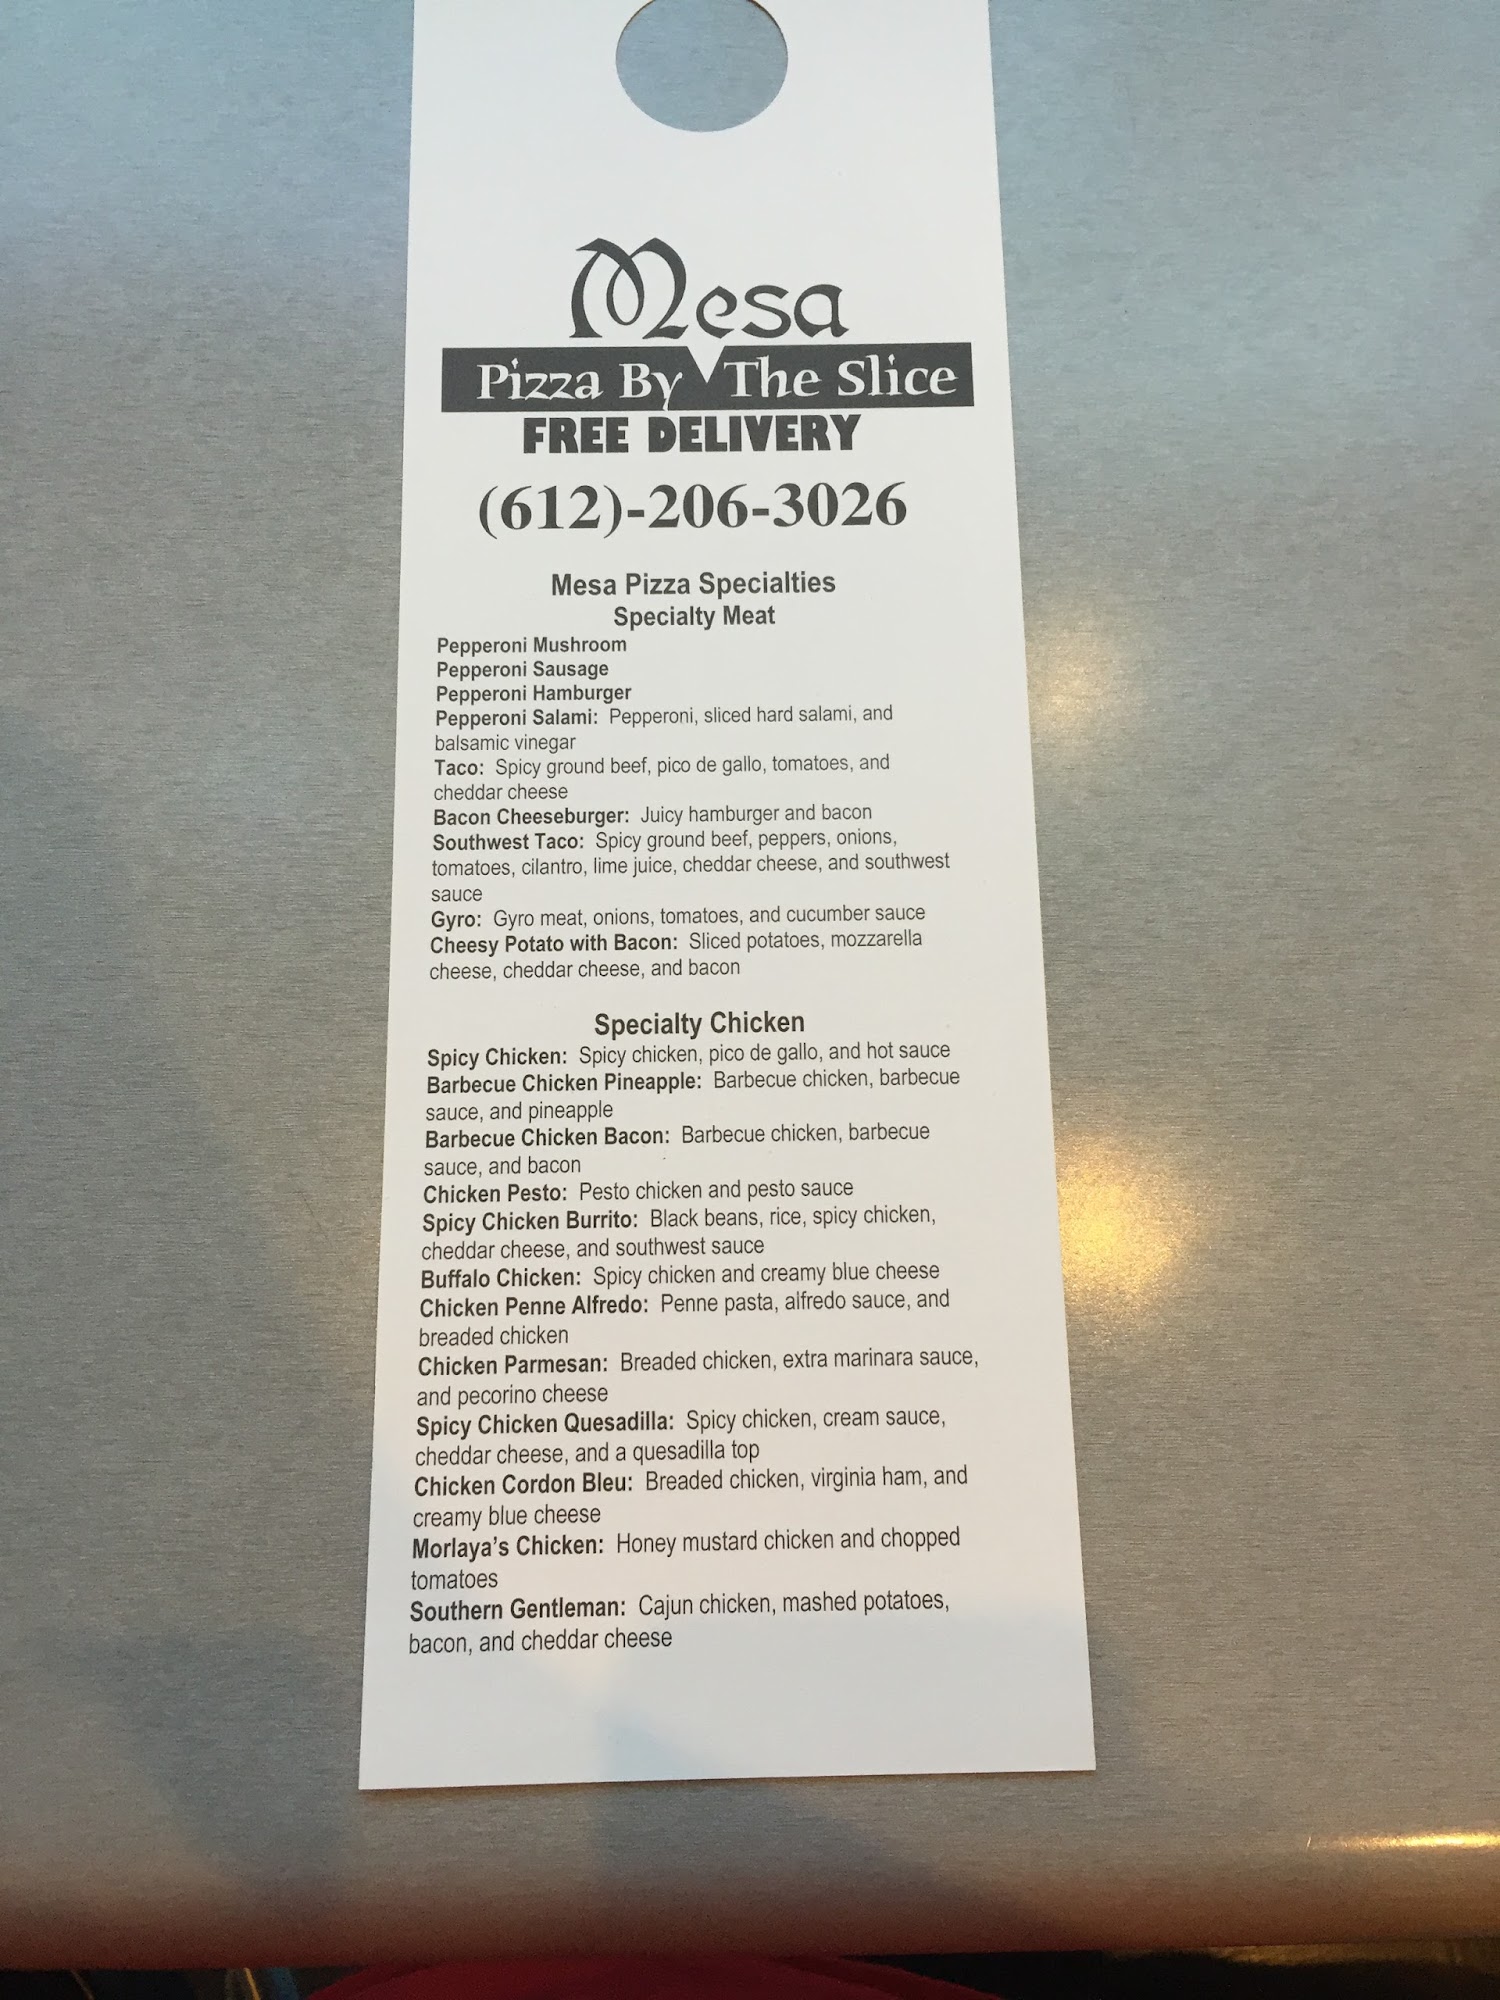 Mesa
Pizza By The Slice
FREE DELIVERY
(612)-206-3026
Mesa Pizza Specialties
Specialty Meat
Pepperoni Mushroom
Pepperoni Sausage
Pepperoni Hamburger
Pepperoni Salami: Pepperoni, sliced hard salami, and
balsamic vinegar
Taco: Spicy ground beef, pico de gallo, tomatoes, and
cheddar cheese
Bacon Cheeseburger: Juicy hamburger and bacon
Southwest Taco: Spicy ground beef, peppers, onions,
tomatoes, cilantro, lime juice, cheddar cheese, and southwest
sauce
Gyro: Gyro meat, onions, tomatoes, and cucumber sauce
Cheesy Potato with Bacon: Sliced potatoes, mozzarella
cheese, cheddar cheese, and bacon
Specialty Chicken
Spicy Chicken: Spicy chicken, pico de gallo, and hot sauce
Barbecue Chicken Pineapple: Barbecue chicken, barbecue
sauce, and pineapple
Barbecue Chicken Bacon: Barbecue chicken, barbecue
sauce, and bacon
Chicken Pesto: Pesto chicken and pesto sauce
Spicy Chicken Burrito: Black beans, rice, spicy chicken,
cheddar cheese, and southwest sauce
Buffalo Chicken: Spicy chicken and creamy blue cheese
Chicken Penne Alfredo: Penne pasta, alfredo sauce, and
breaded chicken
Chicken Parmesan: Breaded chicken, extra marinara sauce,
and pecorino cheese
Spicy Chicken Quesadilla: Spicy chicken, cream sauce,
cheddar cheese, and a quesadilla top
Chicken Cordon Bleu: Breaded chicken, virginia ham, and
creamy blue cheese
Morlaya's Chicken: Honey mustard chicken and chopped
tomatoes
Southern Gentleman: Cajun chicken, mashed potatoes,
bacon, and cheddar cheese